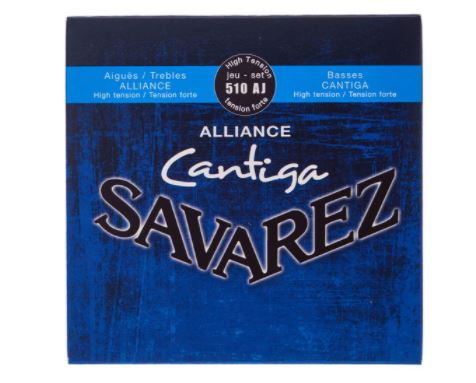 Aiguës / Trebles
ALLIANCE
High tension / Tension forte
High Tension
jeu - set
510 AJ
tension forte
Basses
CANTIGA
High tension / Tension forte
ALLIANCE
Cantiga
SAVAREZ